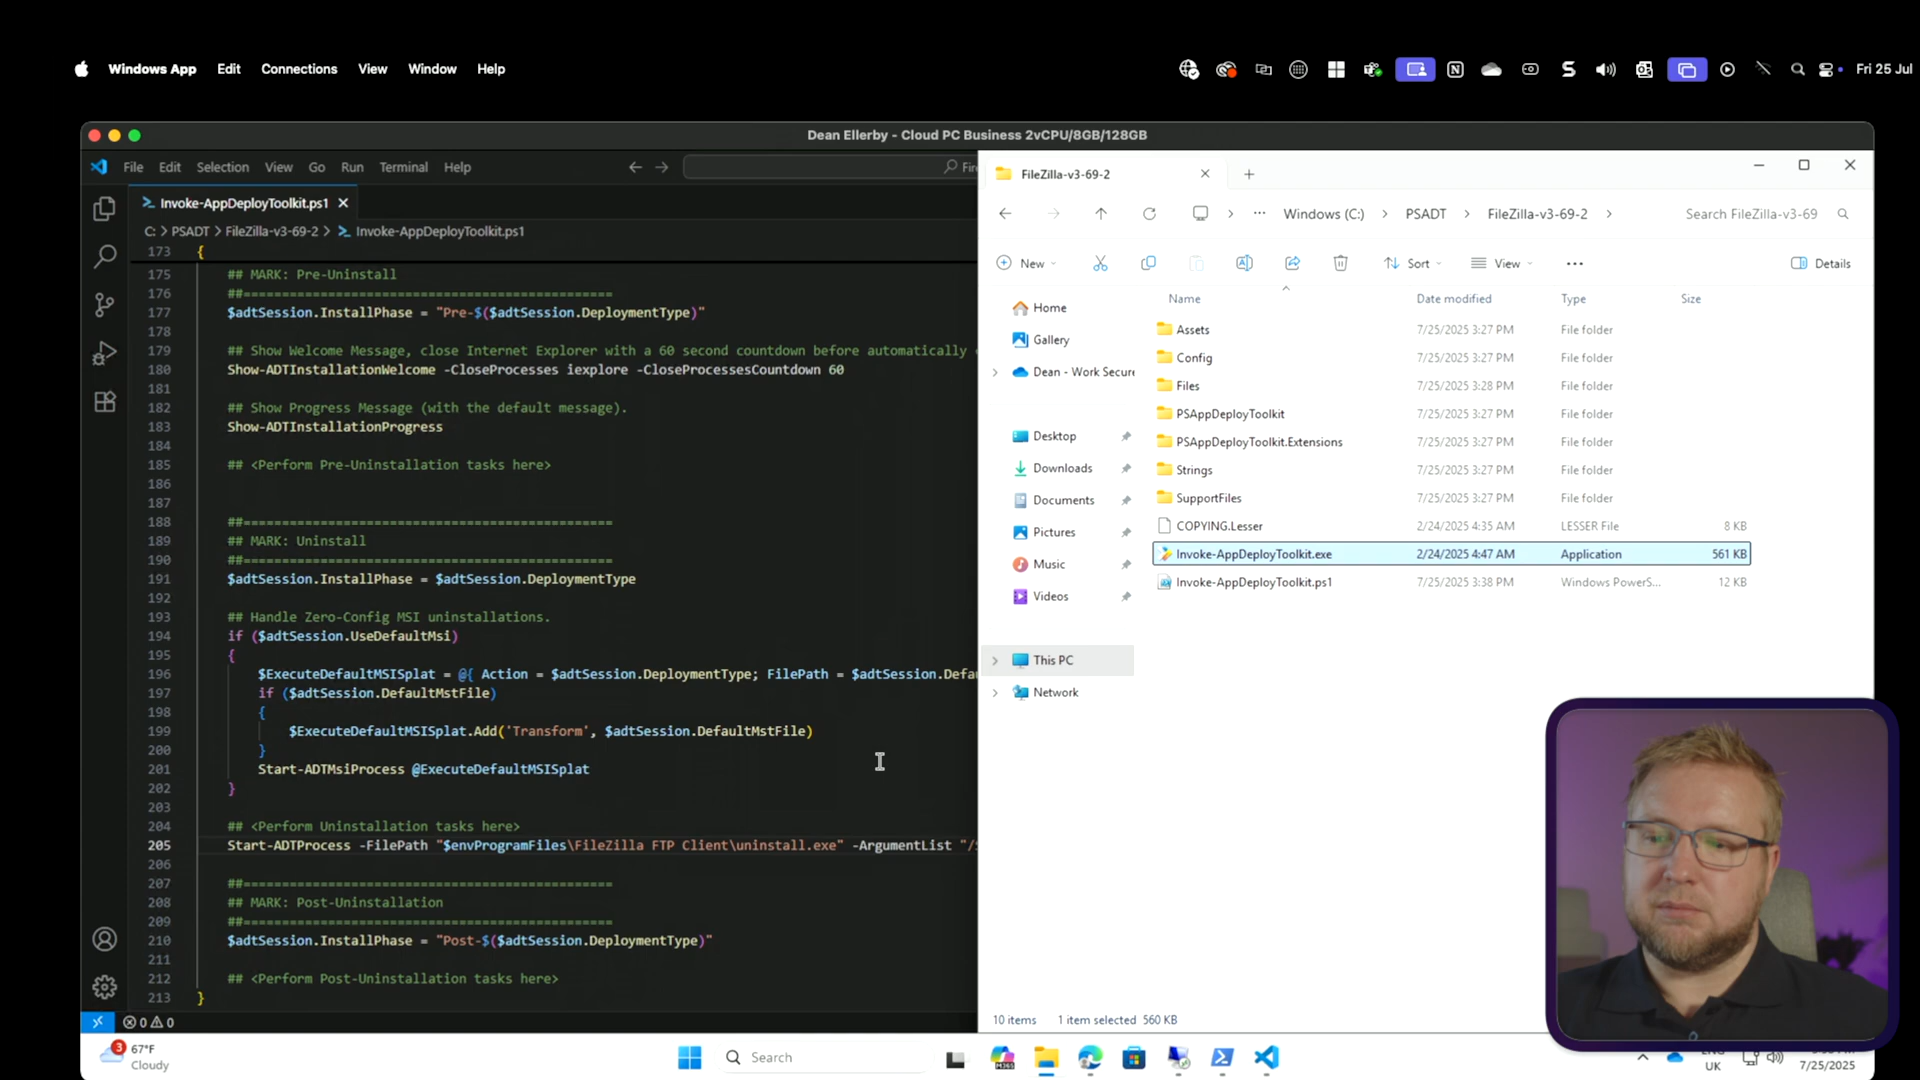 Windows App Edit Connections View Window Help
Fri 25 Jul
Dean Ellerby - Cloud PC Business 2vCPU/8GB/128GB
File Edit Selection View Go Run Terminal Help
Invoke-AppDeployToolkit.ps1
C: > PSADT > FileZilla-v3-69-2 > Invoke-AppDeployToolkit.ps1
173 {
175 ## MARK: Pre-Uninstall
176 ##================================================
177 $adtSession.InstallPhase = "Pre-$($adtSession.DeploymentType)"
178
179 ## Show Welcome Message, close Internet Explorer with a 60 second countdown before automatically
180 Show-ADTInstallationWelcome -CloseProcesses iexplore -CloseProcessesCountdown 60
181
182 ## Show Progress Message (with the default message).
183 Show-ADTInstallationProgress
184
185 ## <Perform Pre-Uninstallation tasks here>
186
187
188 ##================================================
189 ## MARK: Uninstall
190 ##================================================
191 $adtSession.InstallPhase = $adtSession.DeploymentType
192
193 ## Handle Zero-Config MSI uninstallations.
194 if ($adtSession.UseDefaultMsi)
195 {
196 $ExecuteDefaultMSISplat = @{ Action = $adtSession.DeploymentType; FilePath = $adtSession.Defa
197 if ($adtSession.DefaultMstFile)
198 {
199 $ExecuteDefaultMSISplat.Add('Transform', $adtSession.DefaultMstFile)
200 }
201 Start-ADTMsiProcess @ExecuteDefaultMSISplat
202 }
203
204 ## <Perform Uninstallation tasks here>
205 Start-ADTProcess -FilePath "$envProgramFiles\FileZilla FTP Client\uninstall.exe" -ArgumentList "/S
206
207 ##================================================
208 ## MARK: Post-Uninstallation
209 ##================================================
210 $adtSession.InstallPhase = "Post-$($adtSession.DeploymentType)"
211
212 ## <Perform Post-Uninstallation tasks here>
213 }
0 0
FileZilla-v3-69-2
Windows (C:) > PSADT > FileZilla-v3-69-2 >
Search FileZilla-v3-69
New Sort View ... Details
Home
Gallery
Dean - Work Secure
Desktop
Downloads
Documents
Pictures
Music
Videos
This PC
Network
Name Date modified Type Size
Assets 7/25/2025 3:27 PM File folder
Config 7/25/2025 3:27 PM File folder
Files 7/25/2025 3:28 PM File folder
PSAppDeployToolkit 7/25/2025 3:27 PM File folder
PSAppDeployToolkit.Extensions 7/25/2025 3:27 PM File folder
Strings 7/25/2025 3:27 PM File folder
SupportFiles 7/25/2025 3:27 PM File folder
COPYING.Lesser 2/24/2025 4:35 AM LESSER File 8 KB
Invoke-AppDeployToolkit.exe 2/24/2025 4:47 AM Application 561 KB
Invoke-AppDeployToolkit.ps1 7/25/2025 3:38 PM Windows PowerS... 12 KB
10 items 1 item selected 560 KB
3
67°F
Cloudy
Search
M365
UK
7/25/2025